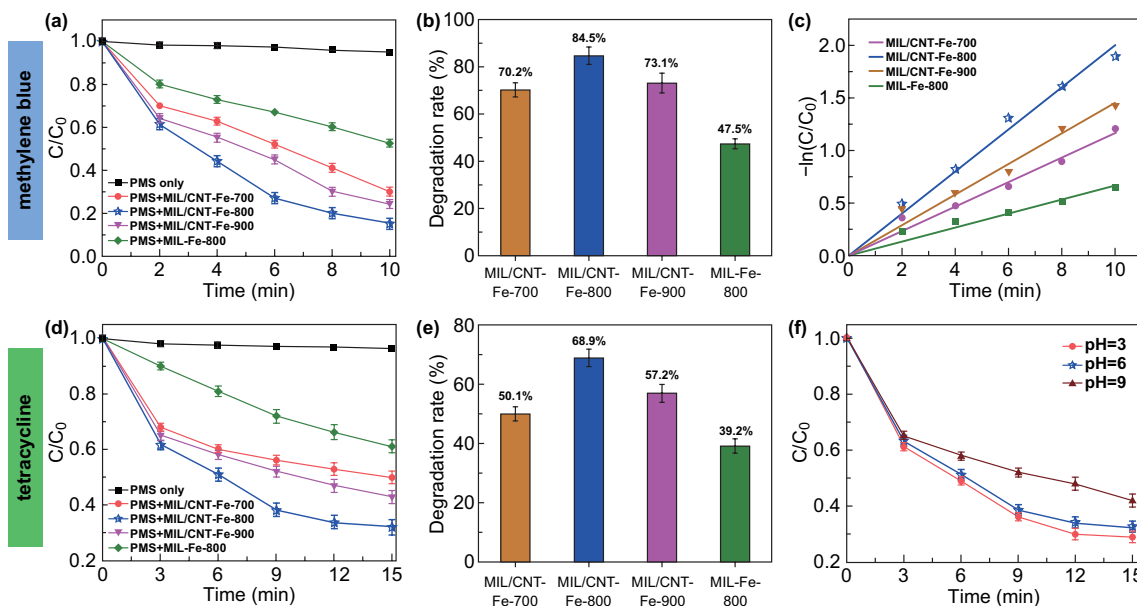 methylene blue
(a)
C/C0
1.0
0.8
0.6
0.4
0.2
0.0
PMS only
PMS+MIL/CNT-Fe-700
PMS+MIL/CNT-Fe-800
PMS+MIL/CNT-Fe-900
PMS+MIL-Fe-800
0 2 4 6 8 10
Time (min)
(b)
Degradation rate (%)
100
80
60
40
20
0
70.2%
84.5%
73.1%
47.5%
MIL/CNT- MIL/CNT- MIL/CNT- MIL-Fe-
Fe-700 Fe-800 Fe-900 800
(c)
−ln(C/C0)
2.0
1.5
1.0
0.5
0.0
MIL/CNT-Fe-700
MIL/CNT-Fe-800
MIL/CNT-Fe-900
MIL-Fe-800
0 2 4 6 8 10
Time (min)
tetracycline
(d)
C/C0
1.0
0.8
0.6
0.4
0.2
PMS only
PMS+MIL/CNT-Fe-700
PMS+MIL/CNT-Fe-800
PMS+MIL/CNT-Fe-900
PMS+MIL-Fe-800
0 3 6 9 12 15
Time (min)
(e)
Degradation rate (%)
80
60
40
20
0
50.1%
68.9%
57.2%
39.2%
MIL/CNT- MIL/CNT- MIL/CNT- MIL-Fe-
Fe-700 Fe-800 Fe-900 800
(f)
C/C0
1.0
0.8
0.6
0.4
0.2
pH=3
pH=6
pH=9
0 3 6 9 12 15
Time (min)